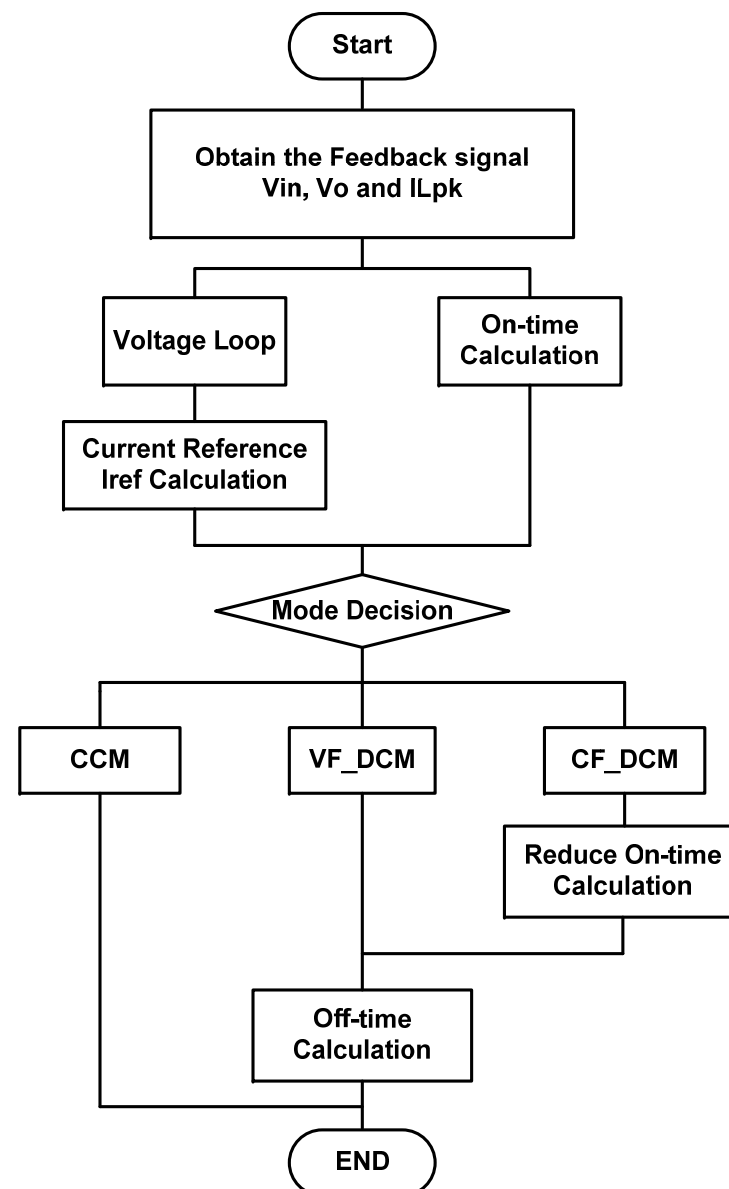 Start
Obtain the Feedback signal
Vin, Vo and ILpk
Voltage Loop
On-time
Calculation
Current Reference
Iref Calculation
Mode Decision
CCM
VF_DCM
CF_DCM
Reduce On-time
Calculation
Off-time
Calculation
END